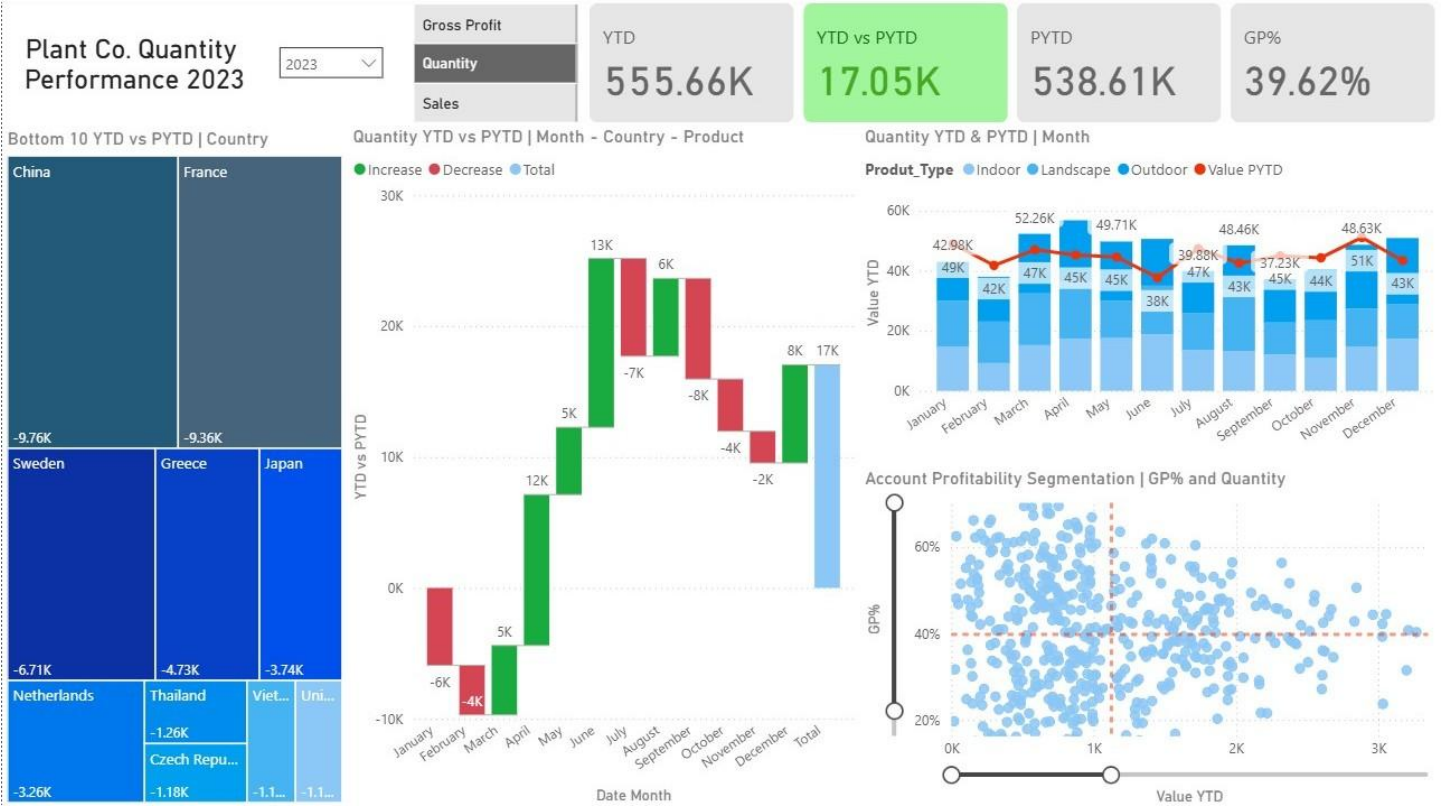 Plant Co. Quantity
Performance 2023
2023
Gross Profit
Quantity
Sales
YTD
555.66K
YTD vs PYTD
17.05K
PYTD
538.61K
GP%
39.62%
Bottom 10 YTD vs PYTD | Country
China
-9.76K
France
-9.36K
Sweden
-6.71K
Greece
-4.73K
Japan
-3.74K
Netherlands
-3.26K
Thailand
-1.26K
Czech Repu...
-1.18K
Viet...
-1.1...
Uni...
-1.1...
Quantity YTD vs PYTD | Month - Country - Product
Increase Decrease Total
YTD vs PYTD
30K
20K
10K
0K
-10K
-6K
-4K
5K
12K
5K
13K
-7K
6K
-8K
-4K
-2K
8K
17K
January
February
March
April
May
June
July
August
September
October
November
December
Total
Date Month
Quantity YTD & PYTD | Month
Produt_Type Indoor Landscape Outdoor Value PYTD
Value YTD
60K
40K
20K
0K
42.98K
52.26K
49.71K
39.88K
48.46K
37.23K
48.63K
49K
42K
47K
45K
45K
38K
47K
43K
45K
44K
51K
43K
January
February
March
April
May
June
July
August
September
October
November
December
Account Profitability Segmentation | GP% and Quantity
GP%
60%
40%
20%
0K
1K
2K
3K
Value YTD